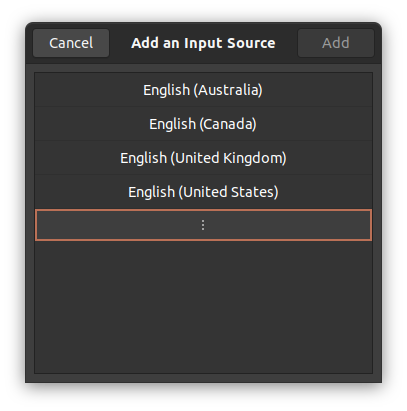 Cancel Add an Input Source Add
English (Australia)
English (Canada)
English (United Kingdom)
English (United States)